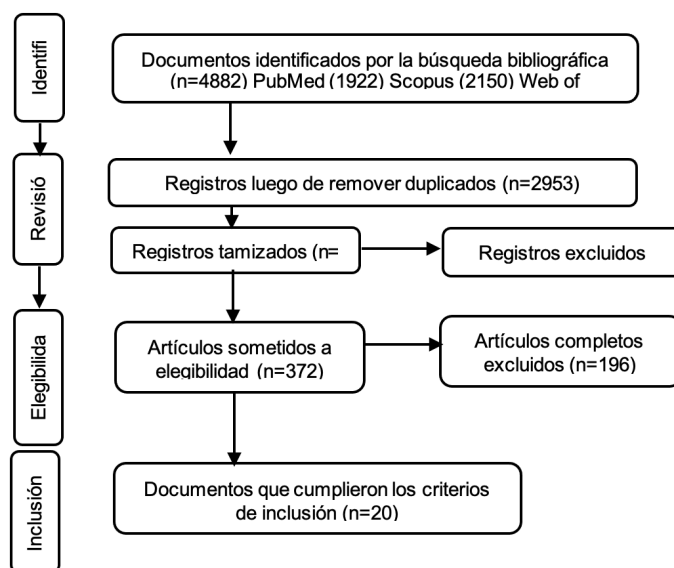 Identifi
Documentos identificados por la búsqueda bibliográfica
(n=4882) PubMed (1922) Scopus (2150) Web of
Revisió
Registros luego de remover duplicados (n=2953)
Registros tamizados (n=
Registros excluidos
Elegibilida
Artículos sometidos a
elegibilidad (n=372)
Artículos completos
excluidos (n=196)
Inclusión
Documentos que cumplieron los criterios
de inclusión (n=20)